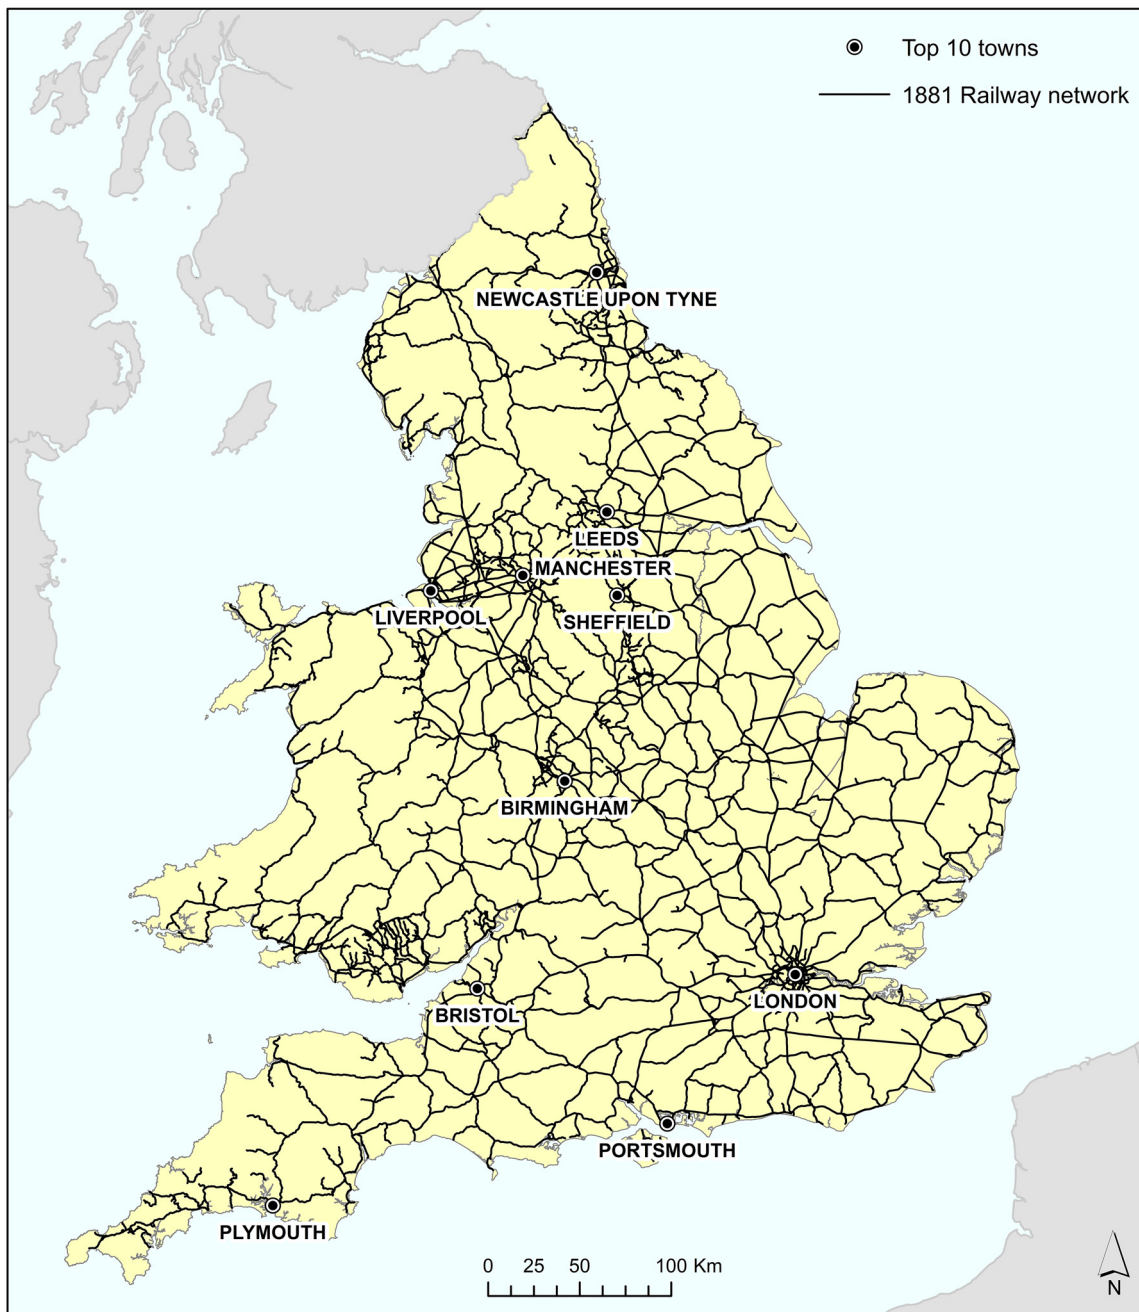 Top 10 towns
1881 Railway network
NEWCASTLE UPON TYNE
LEEDS
MANCHESTER
LIVERPOOL
SHEFFIELD
BIRMINGHAM
LONDON
BRISTOL
PORTSMOUTH
PLYMOUTH
0 25 50 100 Km
N